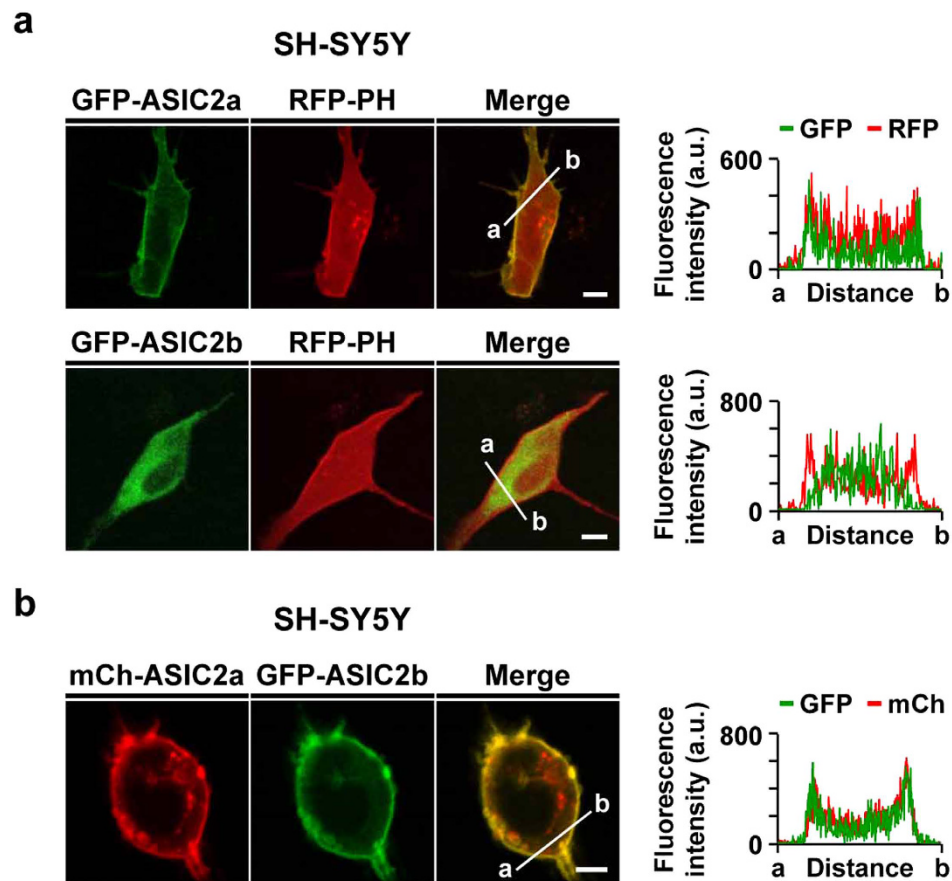 a
SH-SY5Y
GFP-ASIC2a RFP-PH Merge
a b
GFP RFP
Fluorescence
intensity (a.u.)
600
0
a Distance b
GFP-ASIC2b RFP-PH Merge
a b
Fluorescence
intensity (a.u.)
800
0
a Distance b
b
SH-SY5Y
mCh-ASIC2a GFP-ASIC2b Merge
a b
GFP mCh
Fluorescence
intensity (a.u.)
800
0
a Distance b